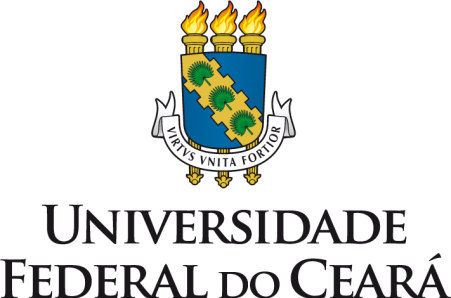 VIRTVS VNITA FORTIOR
UNIVERSIDADE
FEDERAL DO CEARÁ